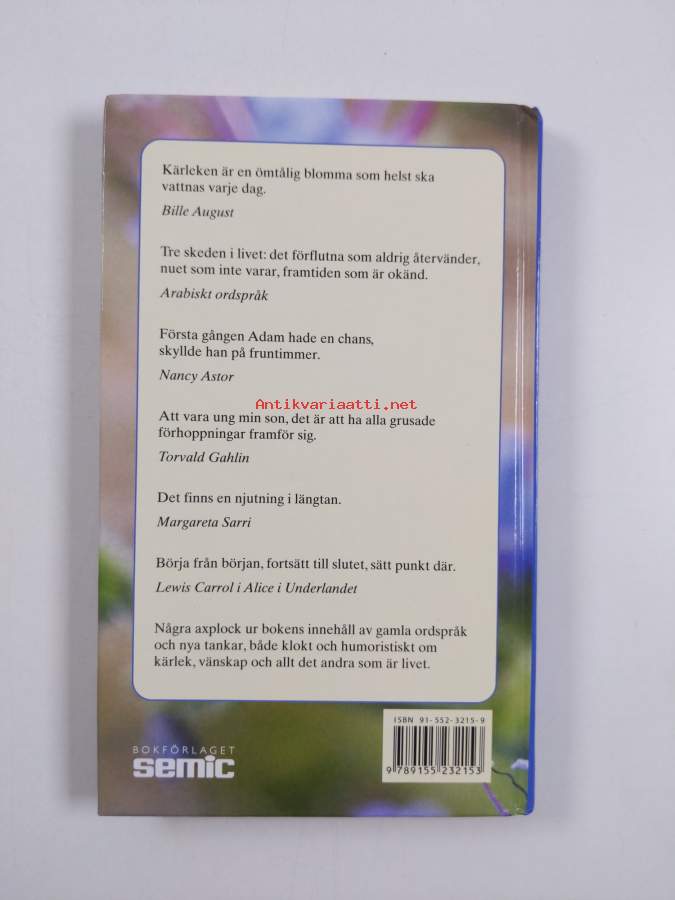 Kärleken är en ömtålig blomma som helst ska
vattnas varje dag.
Bille August
Tre skeden i livet: det förflutna som aldrig återvänder,
nuet som inte varar, framtiden som är okänd.
Arabiskt ordspråk
Första gången Adam hade en chans,
skyllde han på fruntimmer.
Nancy Astor
Antikvariaatti.net
Att vara ung min son, det är att ha alla grusade
förhoppningar framför sig.
Torvald Gahlin
Det finns en njutning i längtan.
Margareta Sarri
Börja från början, fortsätt till slutet, sätt punkt där.
Lewis Carrol i Alice i Underlandet
Några axplock ur bokens innehåll av gamla ordspråk
och nya tankar, både klokt och humoristiskt om
kärlek, vänskap och allt det andra som är livet.
ISBN 91-552-3215-9
9 789155 232153
BOKFÖRLAGET
semic